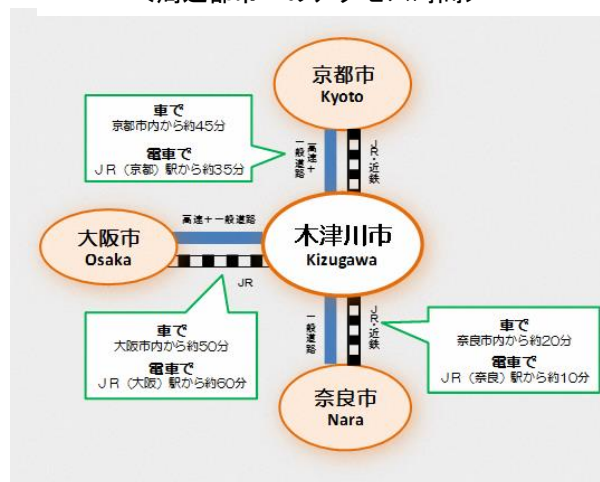 京都市
Kyoto
車で
京都市内から約45分
電車で
JR（京都）駅から約35分
高速＋
一般道路
JR・近鉄
高速＋一般道路
大阪市
Osaka
木津川市
Kizugawa
JR
車で
大阪市内から約50分
電車で
JR（大阪）駅から約60分
一般道路
JR・近鉄
車で
奈良市内から約20分
電車で
JR（奈良）駅から約10分
奈良市
Nara